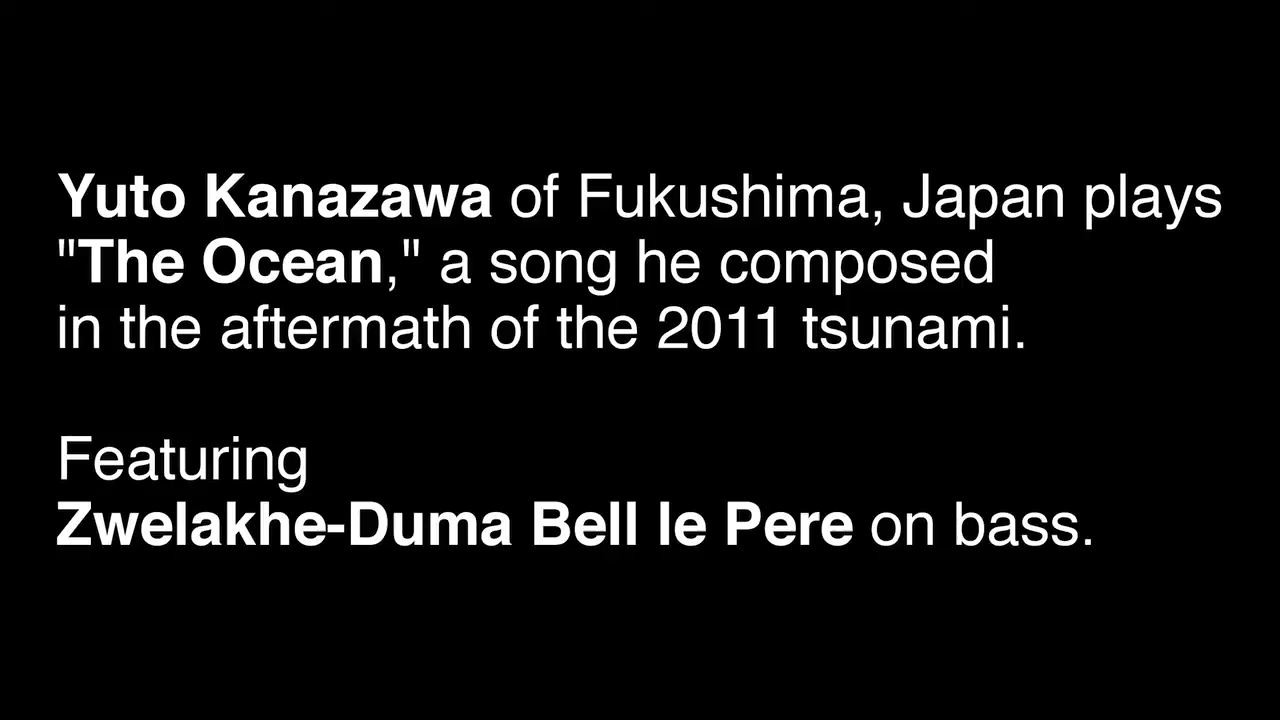 Yuto Kanazawa of Fukushima, Japan plays
"The Ocean," a song he composed
in the aftermath of the 2011 tsunami.
Featuring
Zwelakhe-Duma Bell le Pere on bass.